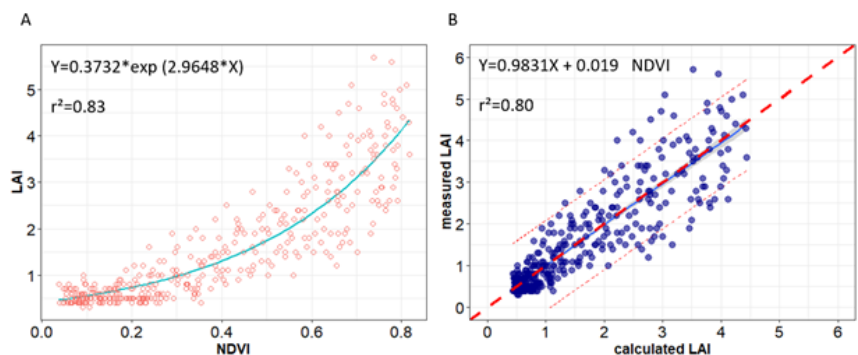 A
Y=0.3732*exp (2.9648*X)
r²=0.83
5
4
3
2
1
LAI
0.0 0.2 0.4 0.6 0.8
NDVI
B
Y=0.9831X + 0.019 NDVI
r²=0.80
6
5
4
3
2
1
0
measured LAI
0 1 2 3 4 5 6
calculated LAI